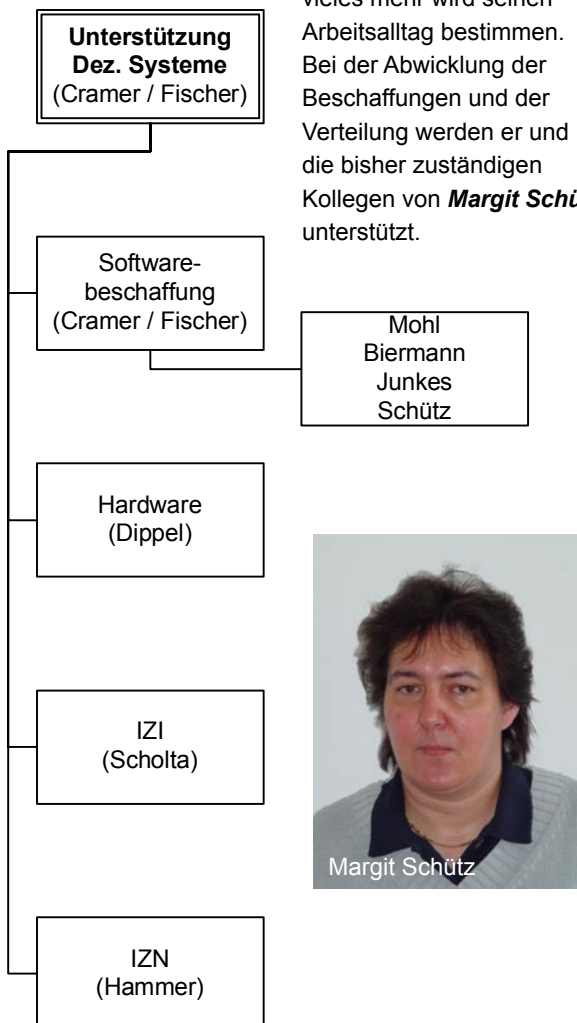 Unterstützung
Dez. Systeme
(Cramer / Fischer)
Arbeitsalltag bestimmen.
Bei der Abwicklung der
Beschaffungen und der
Verteilung werden er und
die bisher zuständigen
Kollegen von Margit Schü
unterstützt.
Software-
beschaffung
(Cramer / Fischer)
Mohl
Biermann
Junkes
Schütz
Hardware
(Dippel)
IZI
(Scholta)
Margit Schütz
IZN
(Hammer)